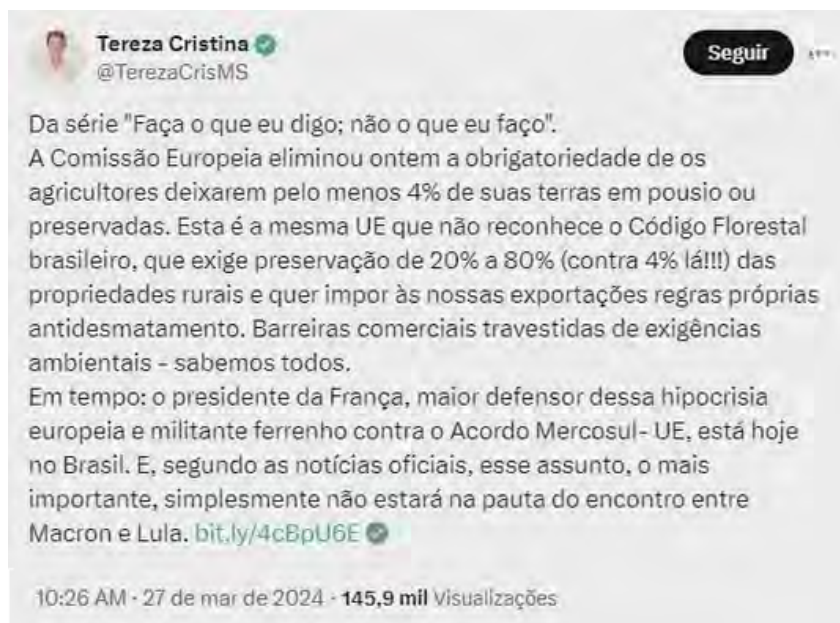 Tereza Cristina
@TerezaCrisMS
Seguir
Da série "Faça o que eu digo; não o que eu faço".
A Comissão Europeia eliminou ontem a obrigatoriedade de os
agricultores deixarem pelo menos 4% de suas terras em pousio ou
preservadas. Esta é a mesma UE que não reconhece o Código Florestal
brasileiro, que exige preservação de 20% a 80% (contra 4% lá!!!) das
propriedades rurais e quer impor às nossas exportações regras próprias
antidesmatamento. Barreiras comerciais travestidas de exigências
ambientais - sabemos todos.
Em tempo: o presidente da França, maior defensor dessa hipocrisia
europeia e militante ferrenho contra o Acordo Mercosul- UE, está hoje
no Brasil. E, segundo as notícias oficiais, esse assunto, o mais
importante, simplesmente não estará na pauta do encontro entre
Macron e Lula. bit.ly/4cBpU6E
10:26 AM · 27 de mar de 2024 · 145,9 mil Visualizações